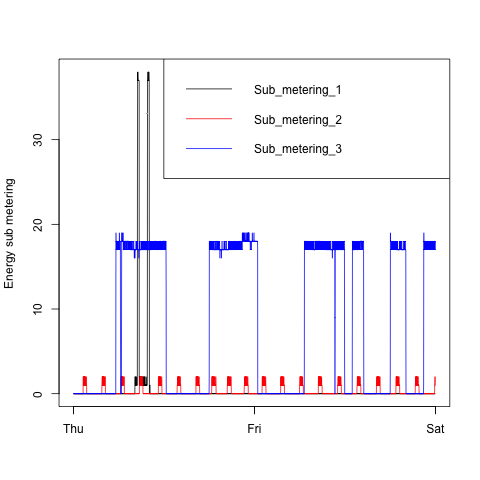 Sub_metering_1
Sub_metering_2
Sub_metering_3
Energy sub metering
30
20
10
0
Thu Fri Sat